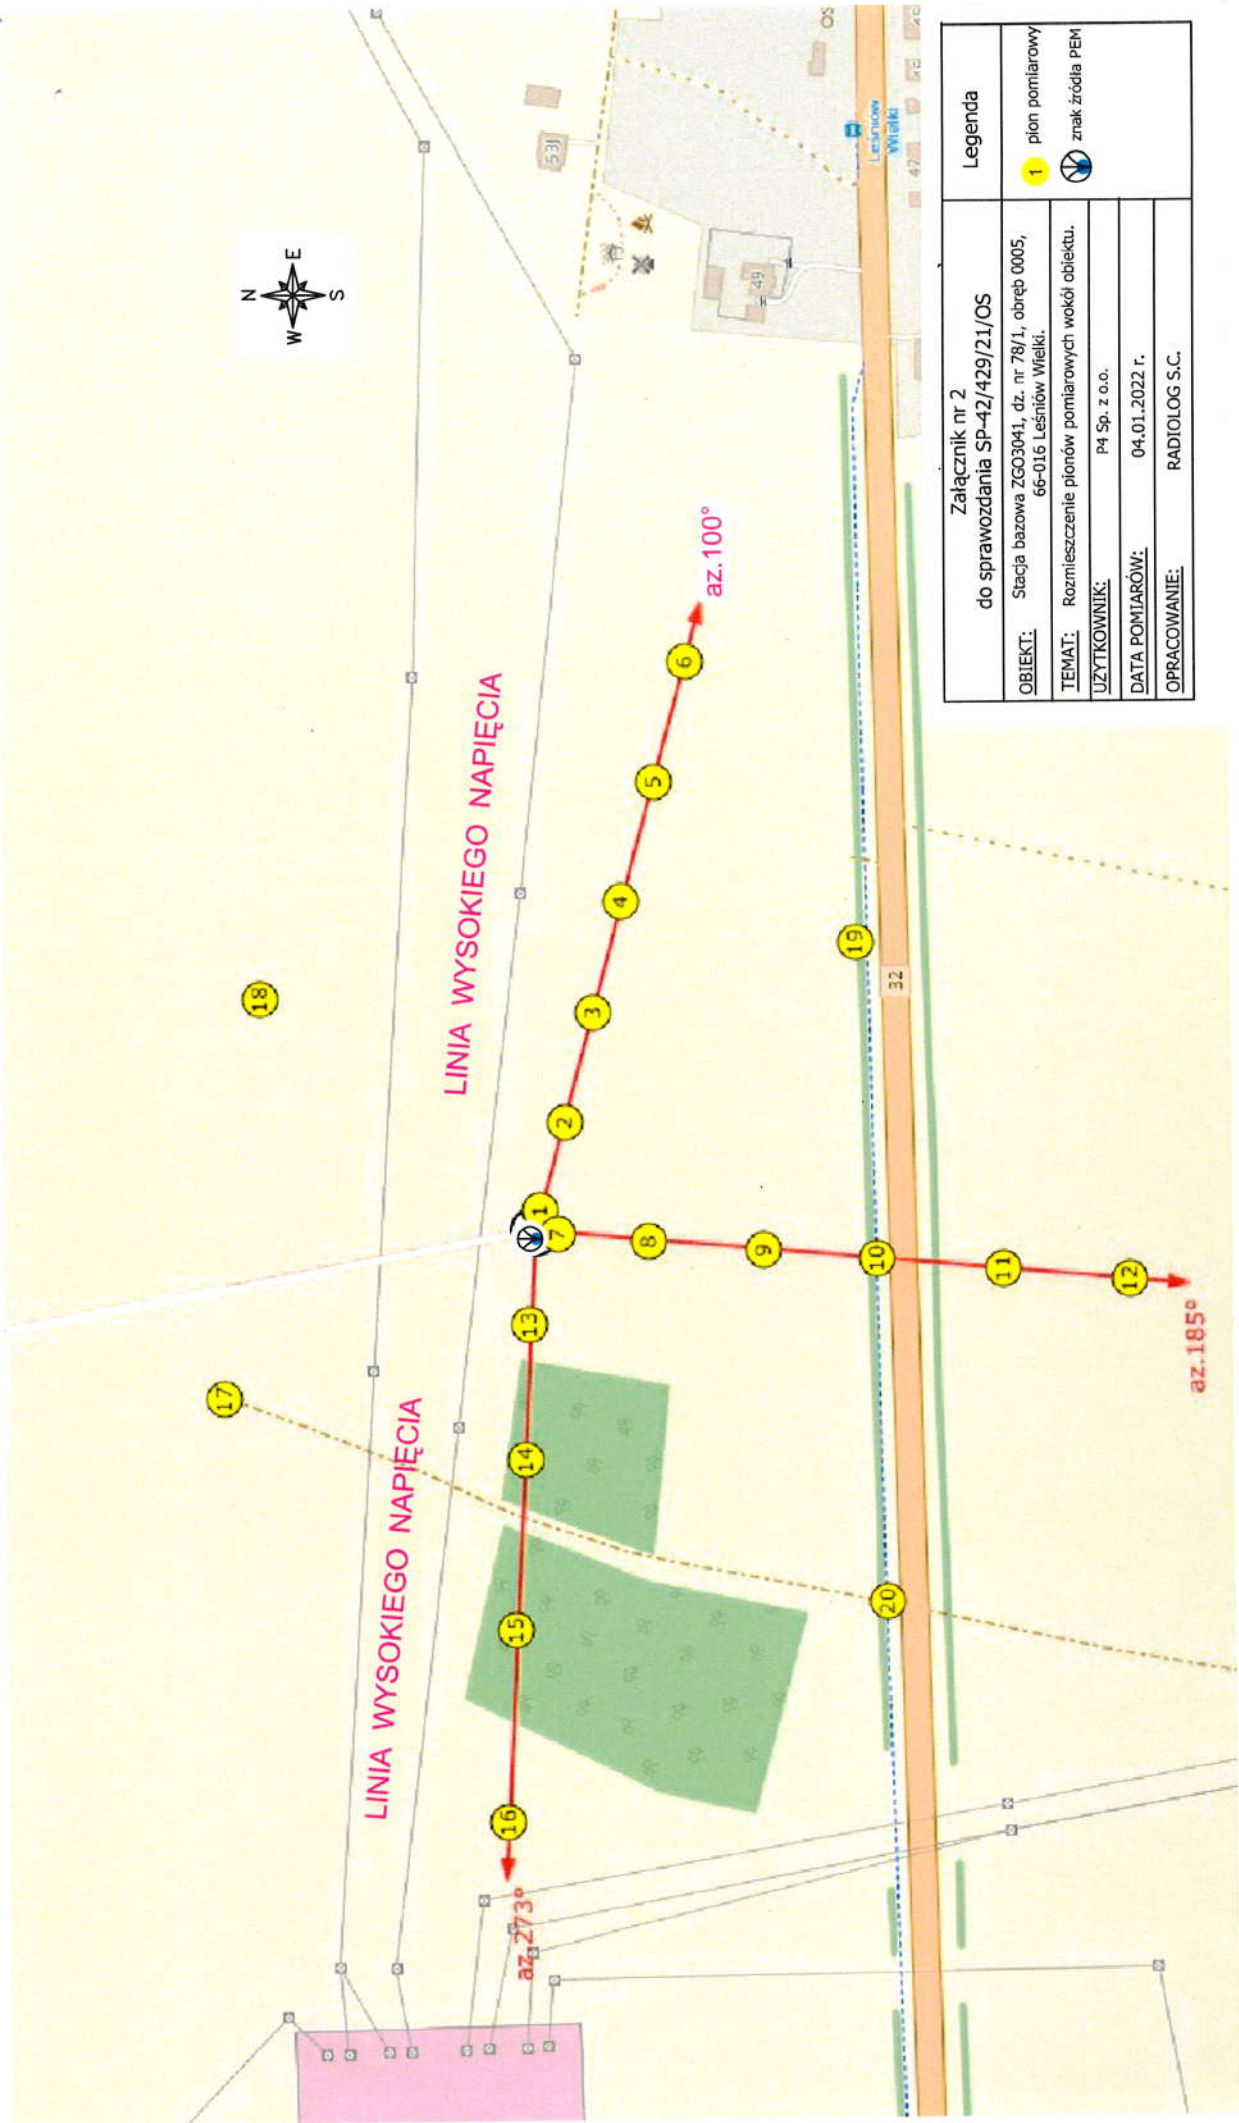 N
W E
S
53J
OS
49
47
Leśniów
Wielki
LINIA WYSOKIEGO NAPIĘCIA
LINIA WYSOKIEGO NAPIĘCIA
17
18
1
2
3
4
5
6
az.100°
7
8
9
10
11
12
az.185°
13
14
15
16
az.273°
19
20
32
Załącznik nr 2
do sprawozdania SP-42/429/21/OS
OBIEKT: Stacja bazowa ZGO3041, dz. nr 78/1, obręb 0005,
66-016 Leśniów Wielki.
TEMAT: Rozmieszczenie pionów pomiarowych wokół obiektu.
UŻYTKOWNIK: P4 Sp. z o.o.
DATA POMIARÓW: 04.01.2022 r.
OPRACOWANIE: RADIOLOG S.C.
Legenda
1 pion pomiarowy
znak źródła PEM